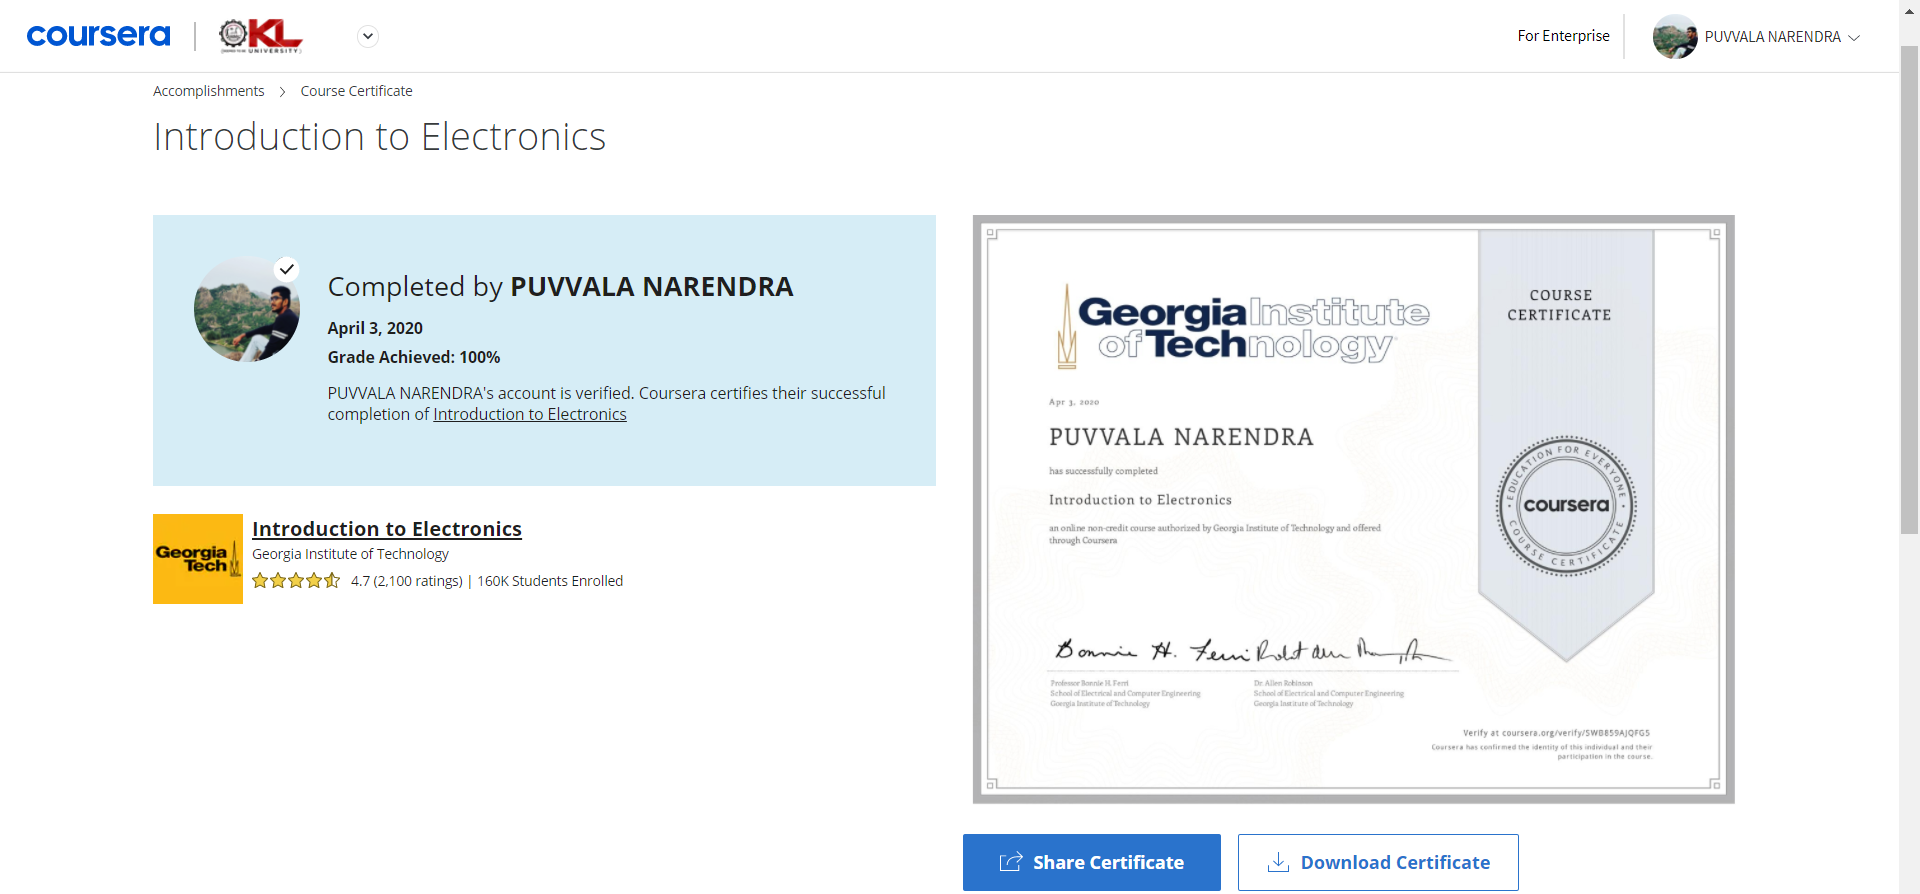 coursera
KL
UNIVERSITY
For Enterprise
PUVVALA NARENDRA
Accomplishments > Course Certificate
Introduction to Electronics
Completed by PUVVALA NARENDRA
April 3, 2020
Grade Achieved: 100%
PUVVALA NARENDRA's account is verified. Coursera certifies their successful
completion of Introduction to Electronics
Georgia
Tech
Introduction to Electronics
Georgia Institute of Technology
4.7 (2,100 ratings) | 160K Students Enrolled
Georgia Institute
of Technology
Apr 3, 2020
PUVVALA NARENDRA
has successfully completed
Introduction to Electronics
an online non-credit course authorized by Georgia Institute of Technology and offered
through Coursera
COURSE
CERTIFICATE
EDUCATION FOR EVERYONE
coursera
COURSE CERTIFICATE
Bonnie H. Ferri
Professor Bonnie H. Ferri
School of Electrical and Computer Engineering
Georgia Institute of Technology
Dr. Allen Robinson
School of Electrical and Computer Engineering
Georgia Institute of Technology
Verify at coursera.org/verify/5WB859AJQFGS
Coursera has confirmed the identity of this individual and their
participation in the course.
Share Certificate
Download Certificate